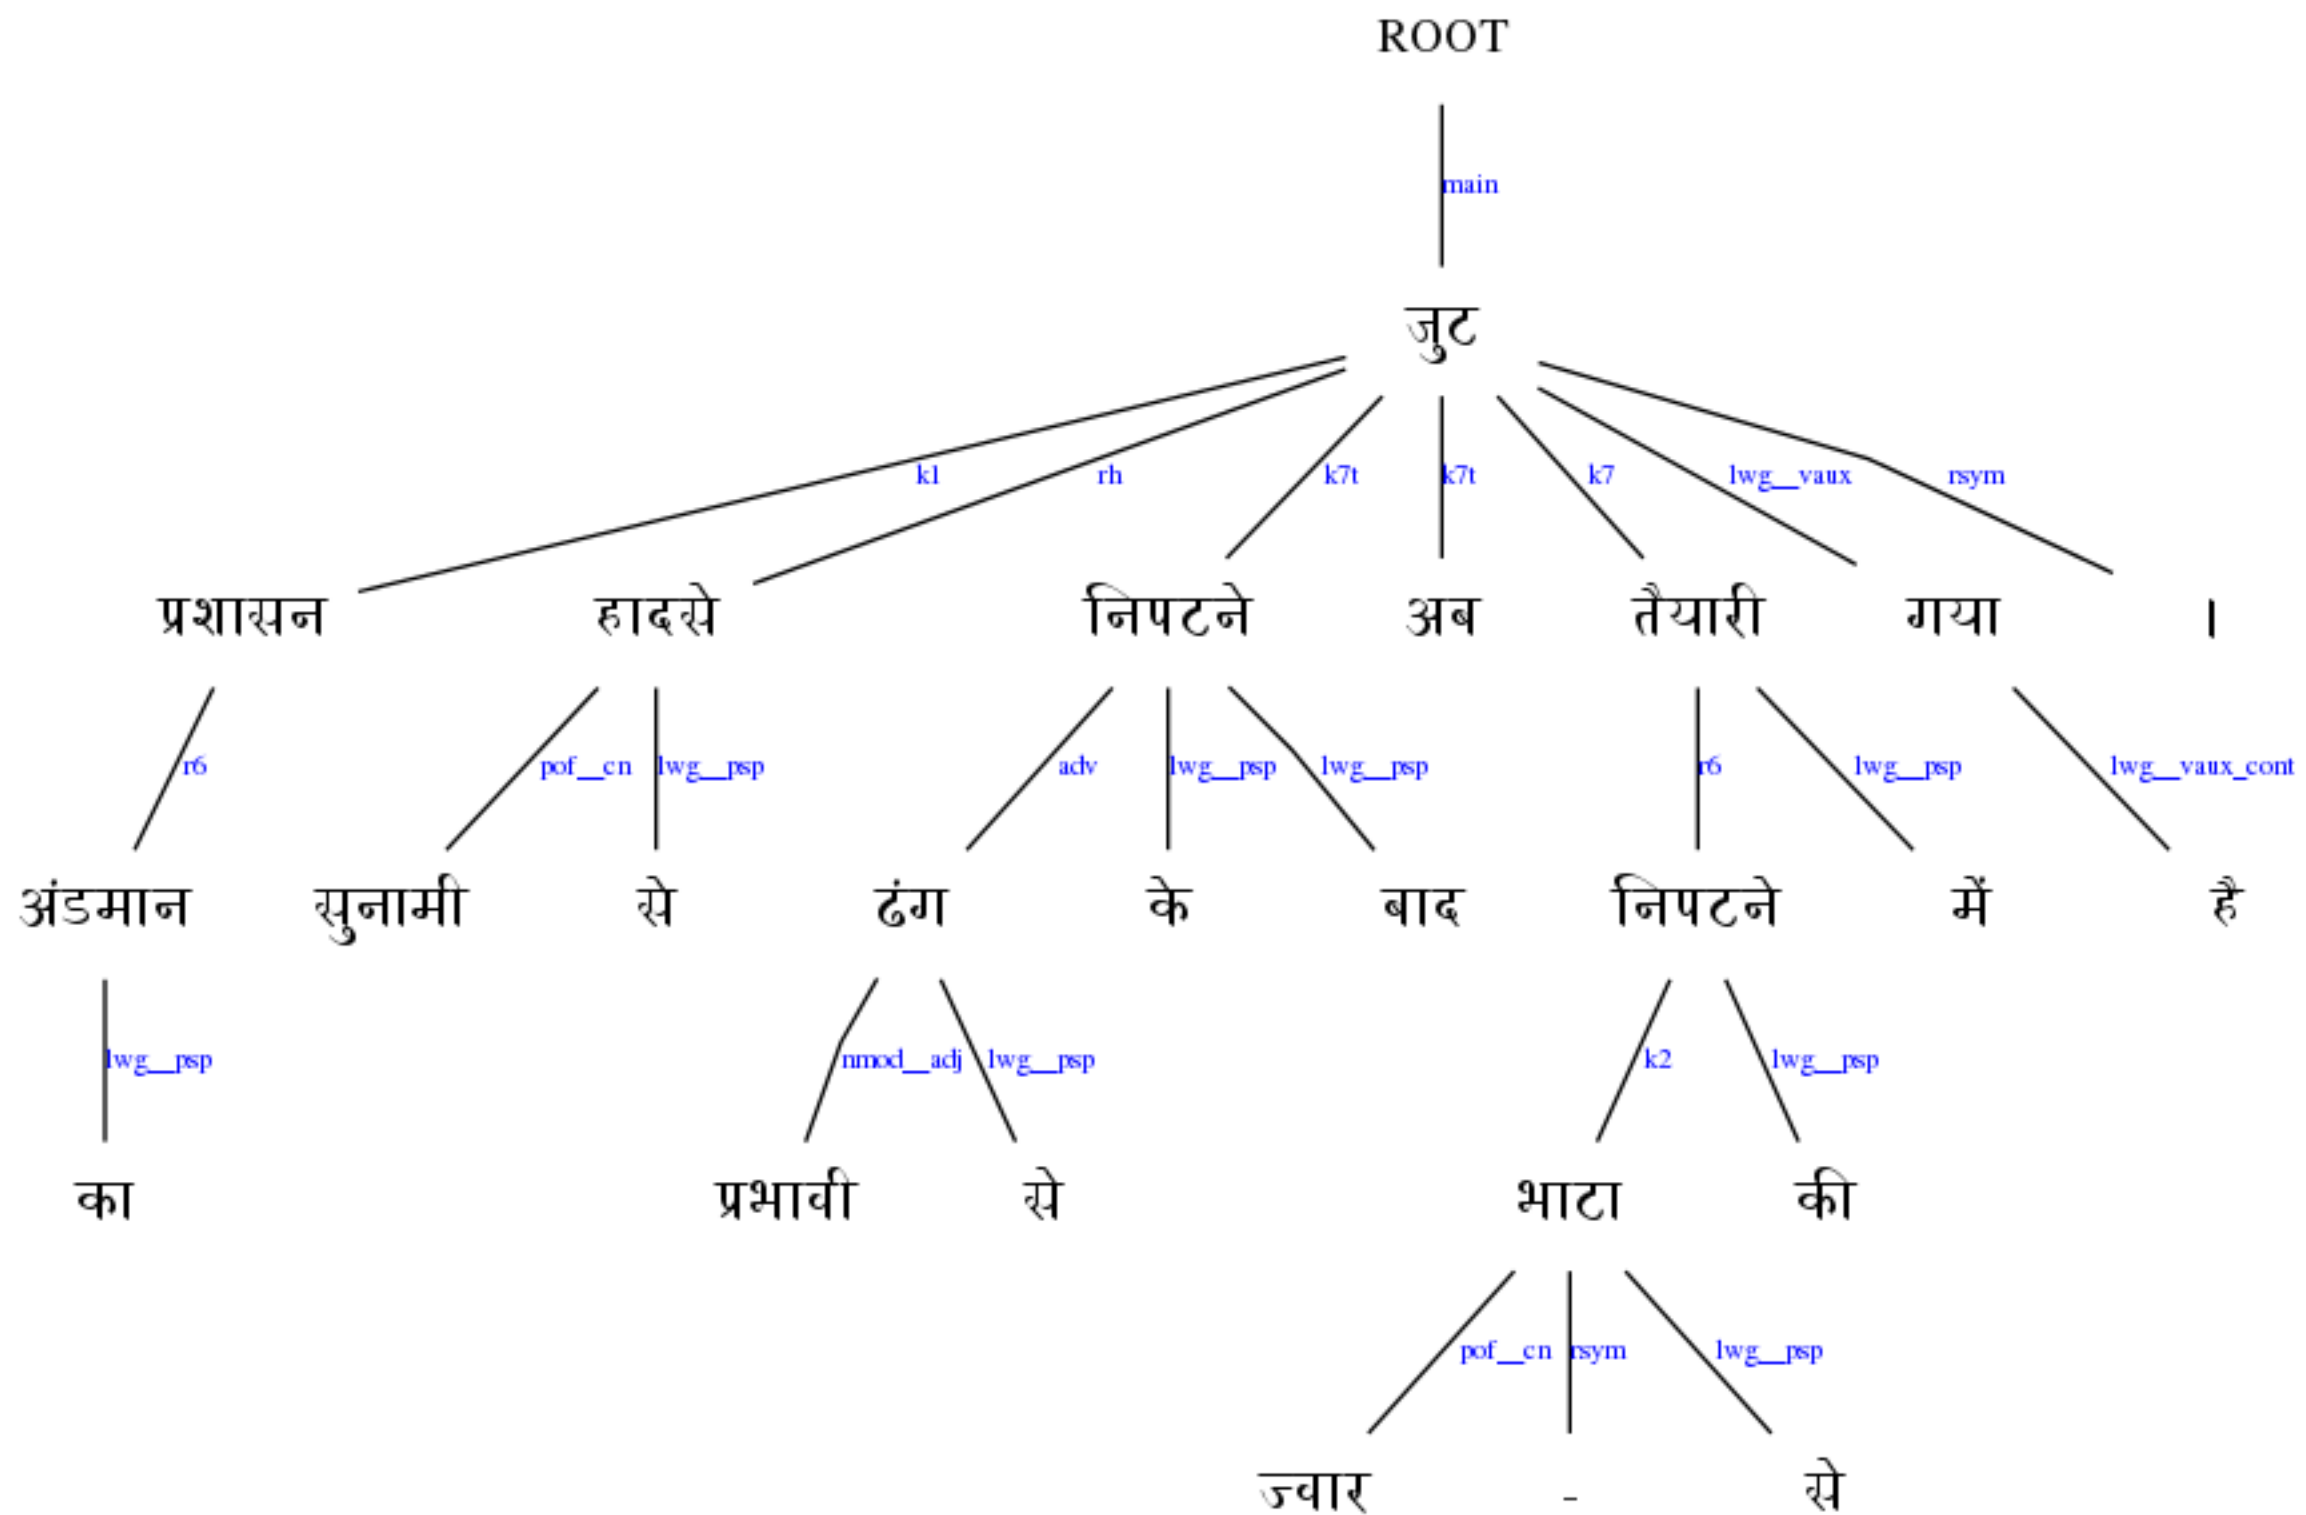 ROOT
main
जुट
k1 rh k7t k7t k7 lwg__vaux rsym
प्रशासन हादसे निपटने अब तैयारी गया ।
r6 pof__cn lwg__psp adv lwg__psp lwg__psp r6 lwg__psp lwg__vaux_cont
अंडमान सुनामी से ढंग के बाद निपटने में है
lwg__psp nmod__adj lwg__psp k2 lwg__psp
का प्रभावी से भाटा की
pof__cn rsym lwg__psp
ज्वार - से